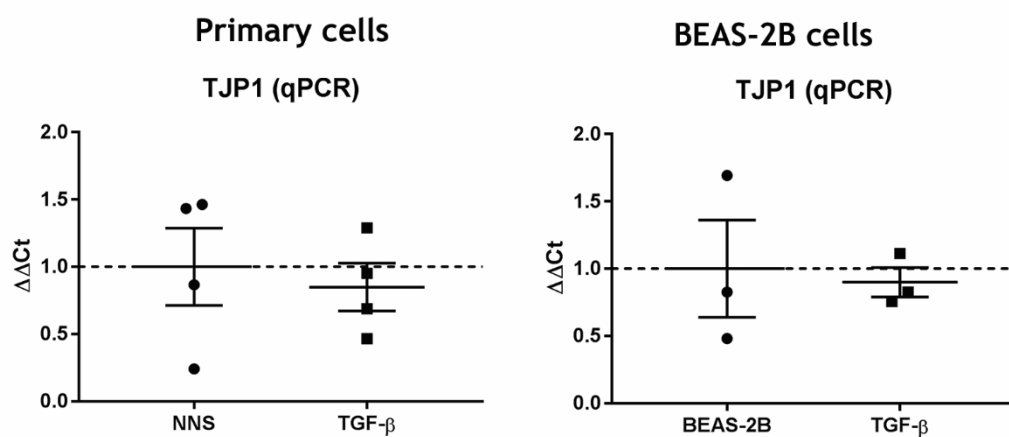 Primary cells
TJP1 (qPCR)
ΔΔCt
2.0
1.5
1.0
0.5
0.0
NNS TGF-β
BEAS-2B cells
TJP1 (qPCR)
ΔΔCt
2.0
1.5
1.0
0.5
0.0
BEAS-2B TGF-β